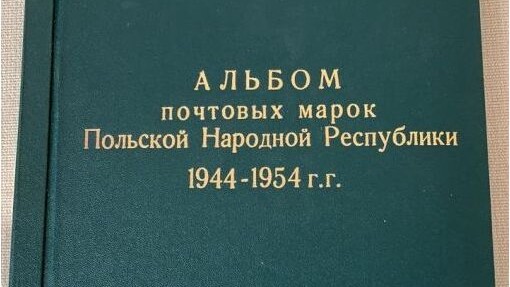 АЛЬБОМ
почтовых марок
Польской Народной Республики
1944-1954 г.г.